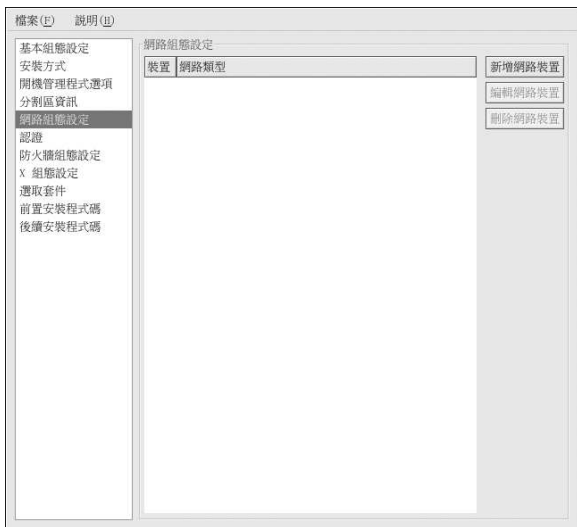 檔案(F) 説明(H)
基本組態設定
安裝方式
開機管理程式選項
分割區資訊
網路組態設定
認證
防火牆組態設定
X 組態設定
選取套件
前置安裝程式碼
後續安裝程式碼
網路組態設定
裝置 網路類型
新增網路裝置
編輯網路裝置
刪除網路裝置